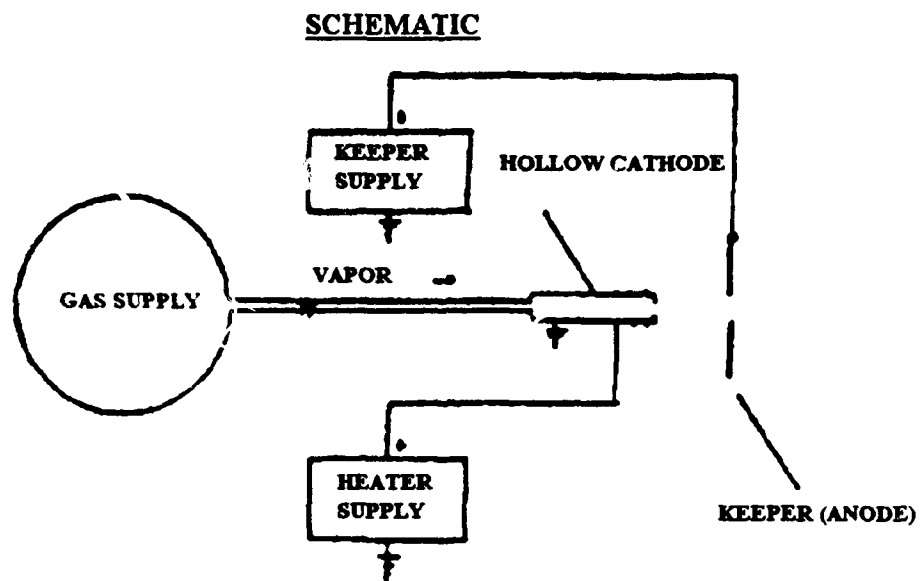 SCHEMATIC
KEEPER
SUPPLY
HOLLOW CATHODE
VAPOR
GAS SUPPLY
HEATER
SUPPLY
KEEPER (ANODE)